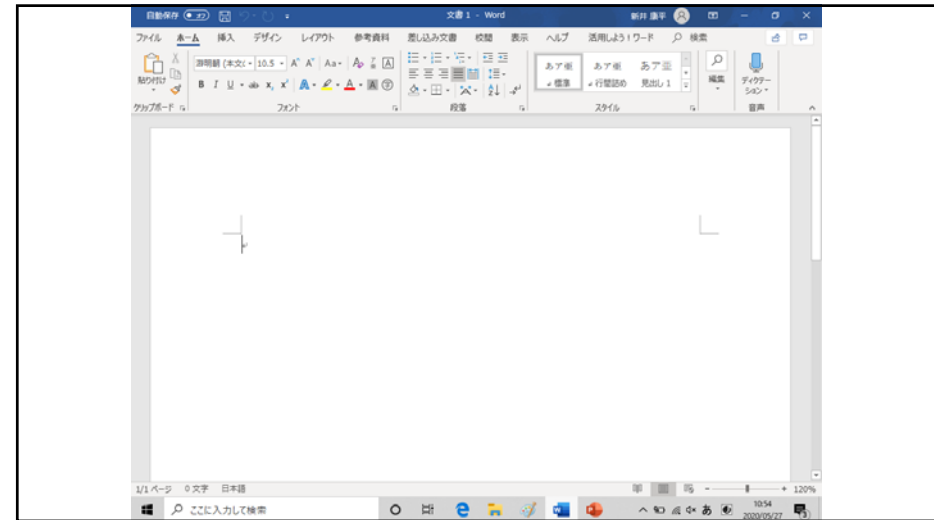 自動保存 オフ 文書 1 - Word 新井 康平
ファイル ホーム 挿入 デザイン レイアウト 参考資料 差し込み文書 校閲 表示 ヘルプ 活用しよう！ワード 検索
貼り付け 游明朝 (本文( 10.5 A A Aa A あア亜 あア亜 あア亜 編集 ディクテーション
B I U ab x, x A A A 標準 行間詰め 見出し 1
クリップボード フォント 段落 スタイル 音声
1/1 ページ 0 文字 日本語 120%
ここに入力して検索 あ 10:54
2020/05/27